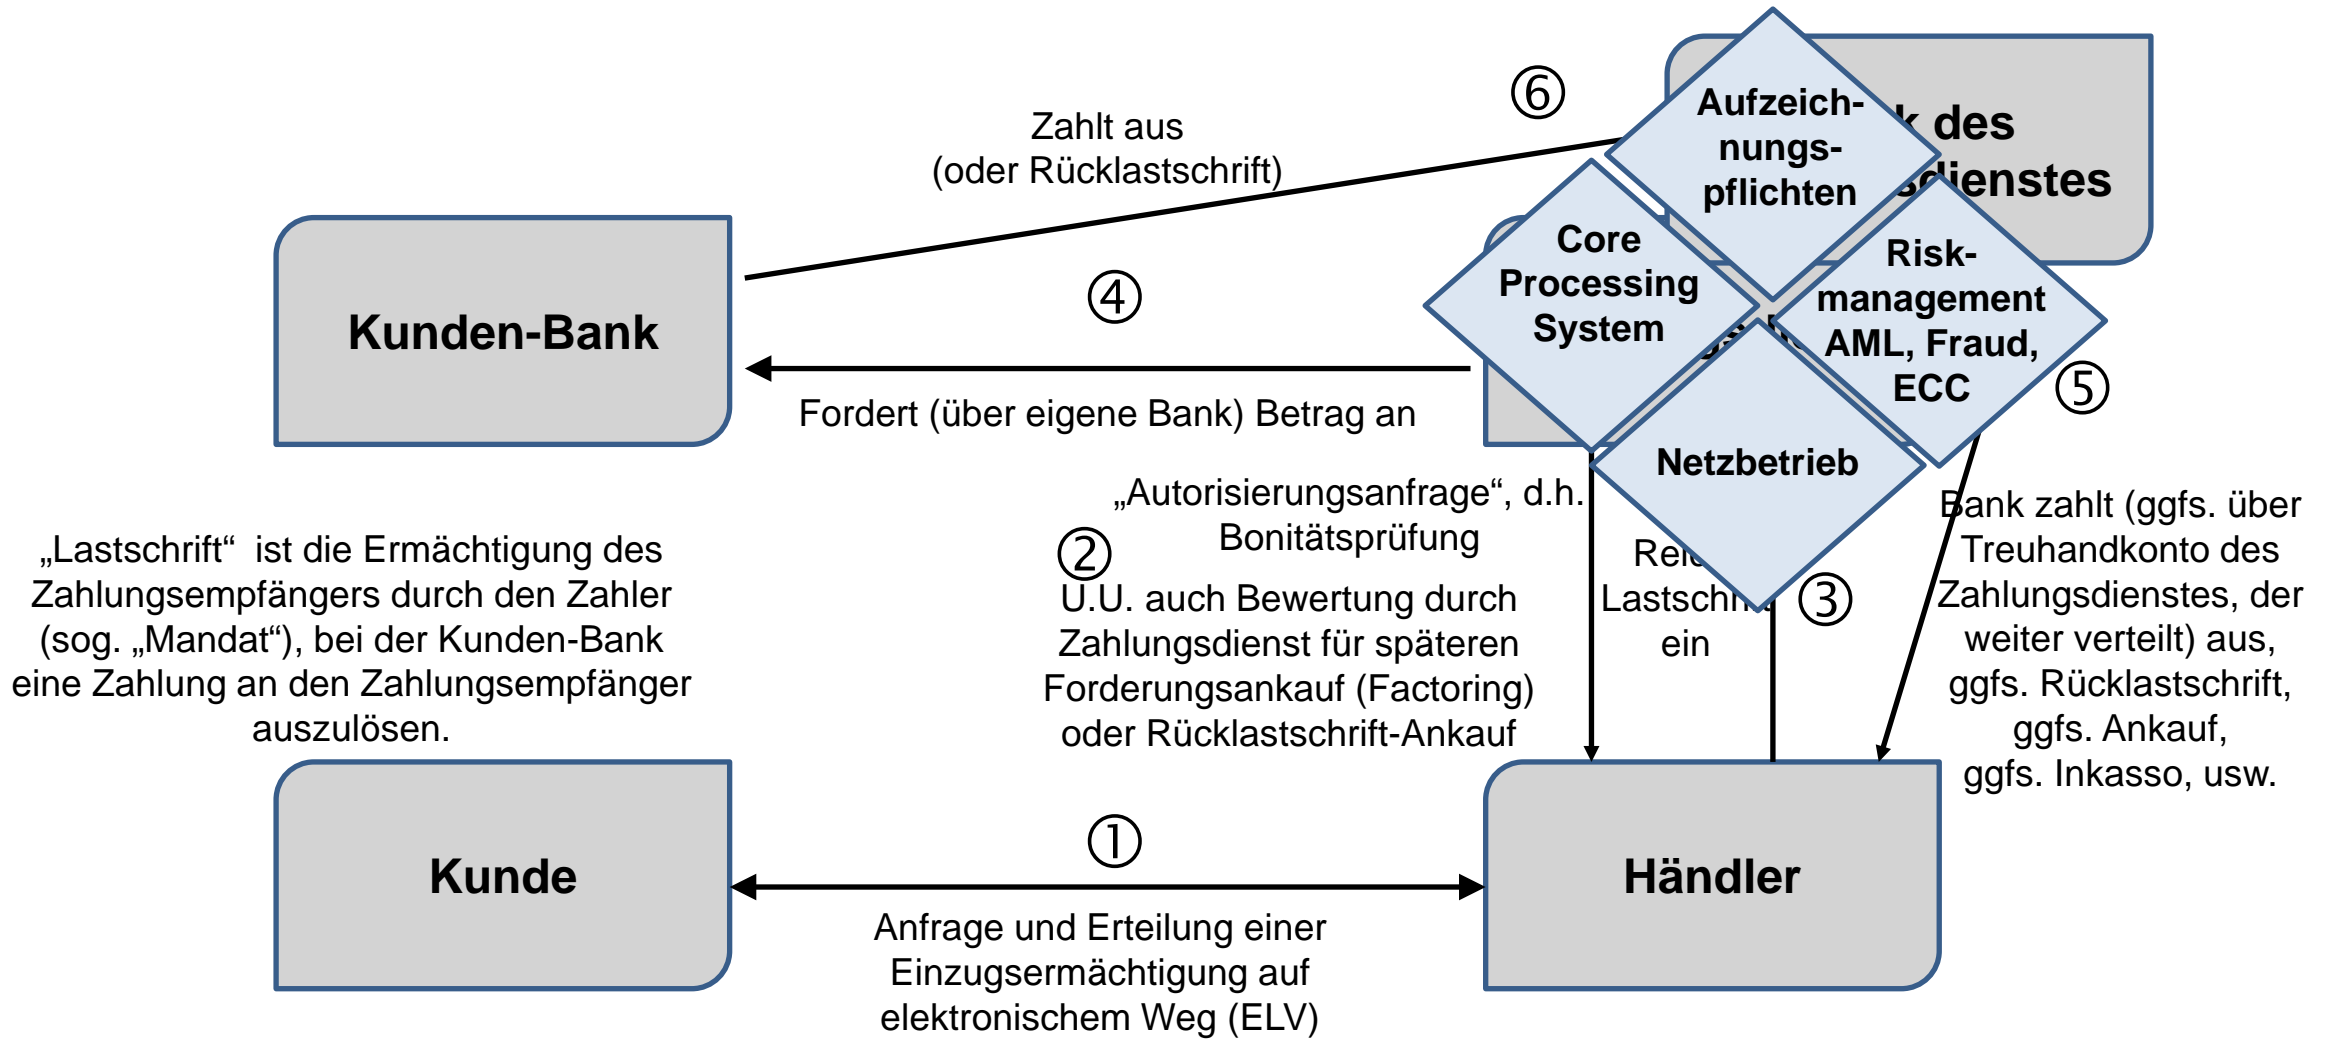 ⑥
Zahlt aus
(oder Rücklastschrift)
Aufzeich-
nungs-
pflichten
des
dienstes
Core
Processing
System
Risk-
management
AML, Fraud,
ECC
Netzbetrieb
Kunden-Bank
④
Fordert (über eigene Bank) Betrag an
⑤
„Autorisierungsanfrage“, d.h.
Bonitätsprüfung
②
U.U. auch Bewertung durch
Zahlungsdienst für späteren
Forderungsankauf (Factoring)
oder Rücklastschrift-Ankauf
Lastschrift
ein
③
Bank zahlt (ggfs. über
Treuhandkonto des
Zahlungsdienstes, der
weiter verteilt) aus,
ggfs. Rücklastschrift,
ggfs. Ankauf,
ggfs. Inkasso, usw.
„Lastschrift“ ist die Ermächtigung des
Zahlungsempfängers durch den Zahler
(sog. „Mandat“), bei der Kunden-Bank
eine Zahlung an den Zahlungsempfänger
auszulösen.
Kunde
①
Anfrage und Erteilung einer
Einzugsermächtigung auf
elektronischem Weg (ELV)
Händler